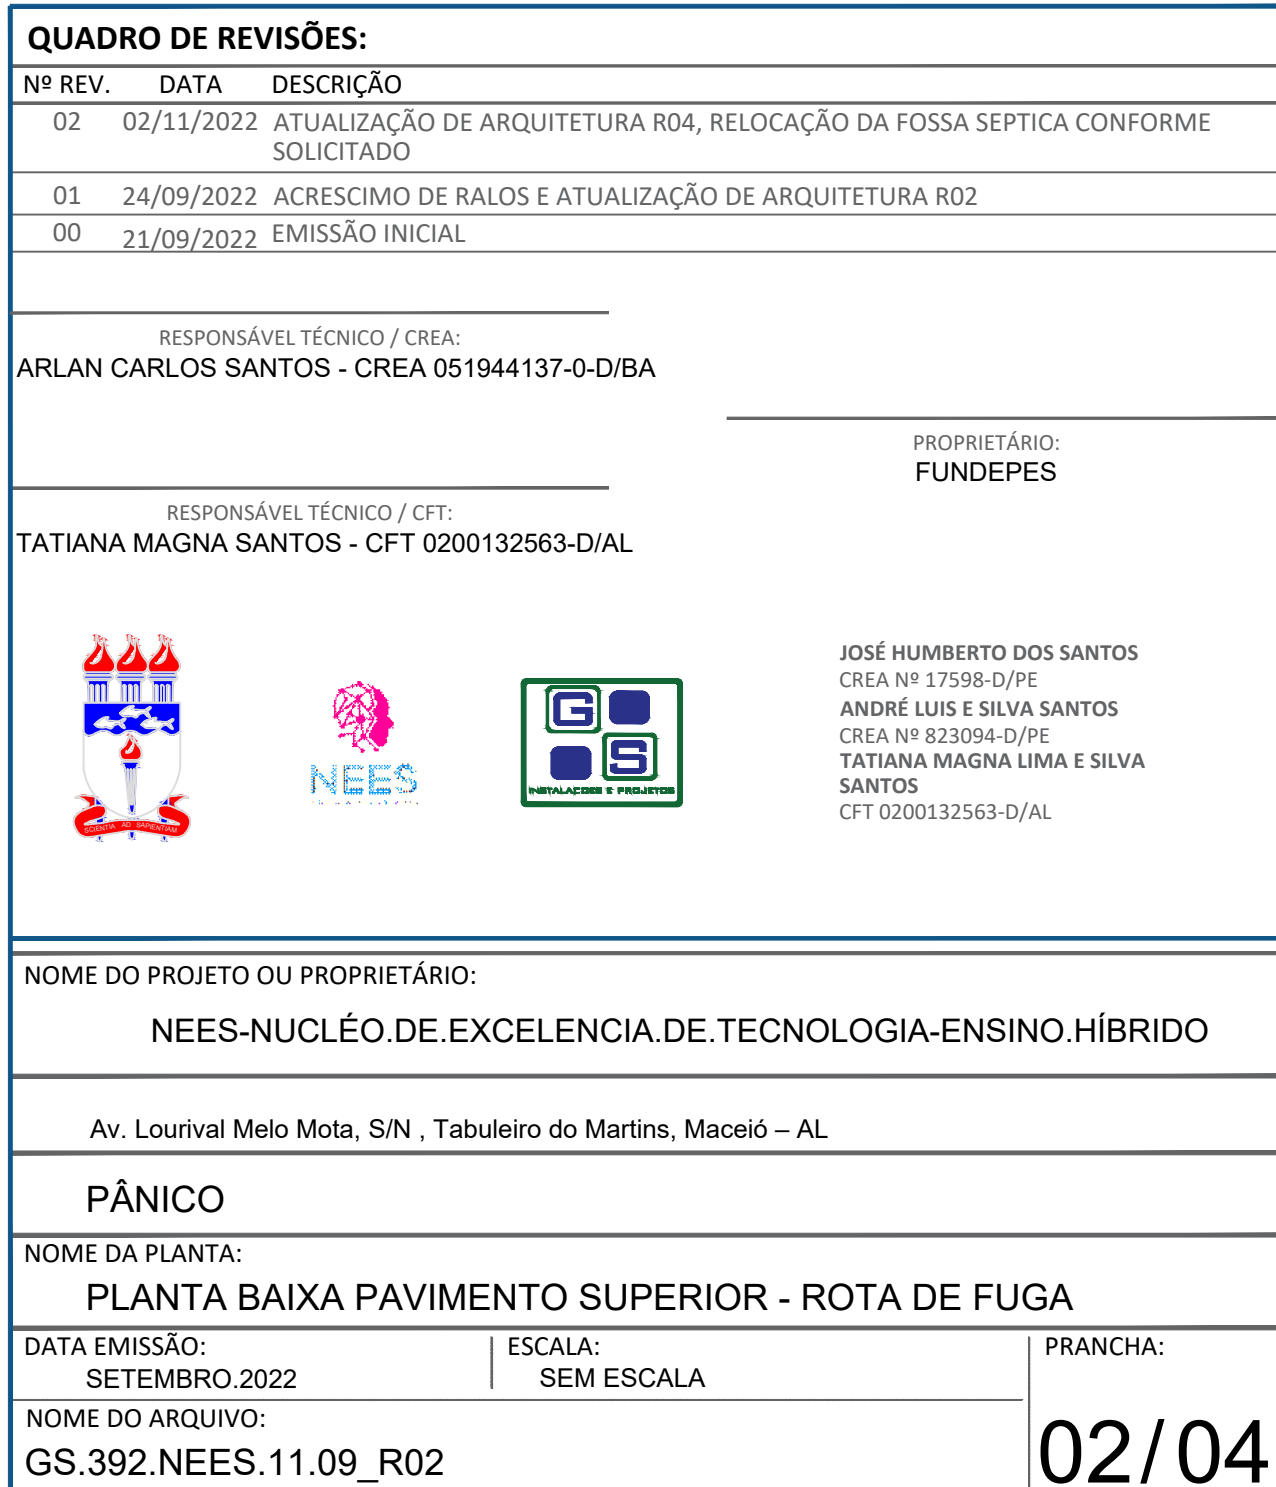 QUADRO DE REVISÕES:
Nº REV. DATA DESCRIÇÃO
02 02/11/2022 ATUALIZAÇÃO DE ARQUITETURA R04, RELOCAÇÃO DA FOSSA SEPTICA CONFORME
SOLICITADO
01 24/09/2022 ACRESCIMO DE RALOS E ATUALIZAÇÃO DE ARQUITETURA R02
00 21/09/2022 EMISSÃO INICIAL
RESPONSÁVEL TÉCNICO / CREA:
ARLAN CARLOS SANTOS - CREA 051944137-0-D/BA
PROPRIETÁRIO:
FUNDEPES
RESPONSÁVEL TÉCNICO / CFT:
TATIANA MAGNA SANTOS - CFT 0200132563-D/AL
SCIENTIA AD SAPIENTIAM
NEES
G
S
INSTALAÇOES E PROJETOS
JOSÉ HUMBERTO DOS SANTOS
CREA Nº 17598-D/PE
ANDRÉ LUIS E SILVA SANTOS
CREA Nº 823094-D/PE
TATIANA MAGNA LIMA E SILVA
SANTOS
CFT 0200132563-D/AL
NOME DO PROJETO OU PROPRIETÁRIO:
NEES-NUCLÉO.DE.EXCELENCIA.DE.TECNOLOGIA-ENSINO.HÍBRIDO
Av. Lourival Melo Mota, S/N , Tabuleiro do Martins, Maceió – AL
PÂNICO
NOME DA PLANTA:
PLANTA BAIXA PAVIMENTO SUPERIOR - ROTA DE FUGA
DATA EMISSÃO: ESCALA: PRANCHA:
SETEMBRO.2022 SEM ESCALA
NOME DO ARQUIVO:
GS.392.NEES.11.09_R02 02/04